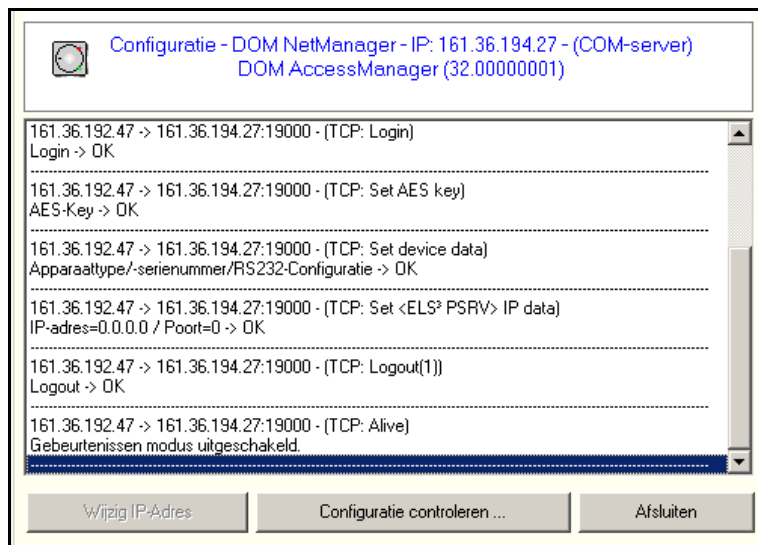 Configuratie - DOM NetManager - IP: 161.36.194.27 - (COM-server)
DOM AccessManager (32.00000001)
161.36.192.47 -> 161.36.194.27:19000 - (TCP: Login)
Login -> OK
161.36.192.47 -> 161.36.194.27:19000 - (TCP: Set AES key)
AES-Key -> OK
161.36.192.47 -> 161.36.194.27:19000 - (TCP: Set device data)
Apparaattype/-serienummer/RS232-Configuratie -> OK
161.36.192.47 -> 161.36.194.27:19000 - (TCP: Set <ELS³ PSRV> IP data)
IP-adres=0.0.0.0 / Poort=0 -> OK
161.36.192.47 -> 161.36.194.27:19000 - (TCP: Logout(1))
Logout -> OK
161.36.192.47 -> 161.36.194.27:19000 - (TCP: Alive)
Gebeurtenissen modus uitgeschakeld.
Wijzig IP-Adres
Configuratie controleren ...
Afsluiten